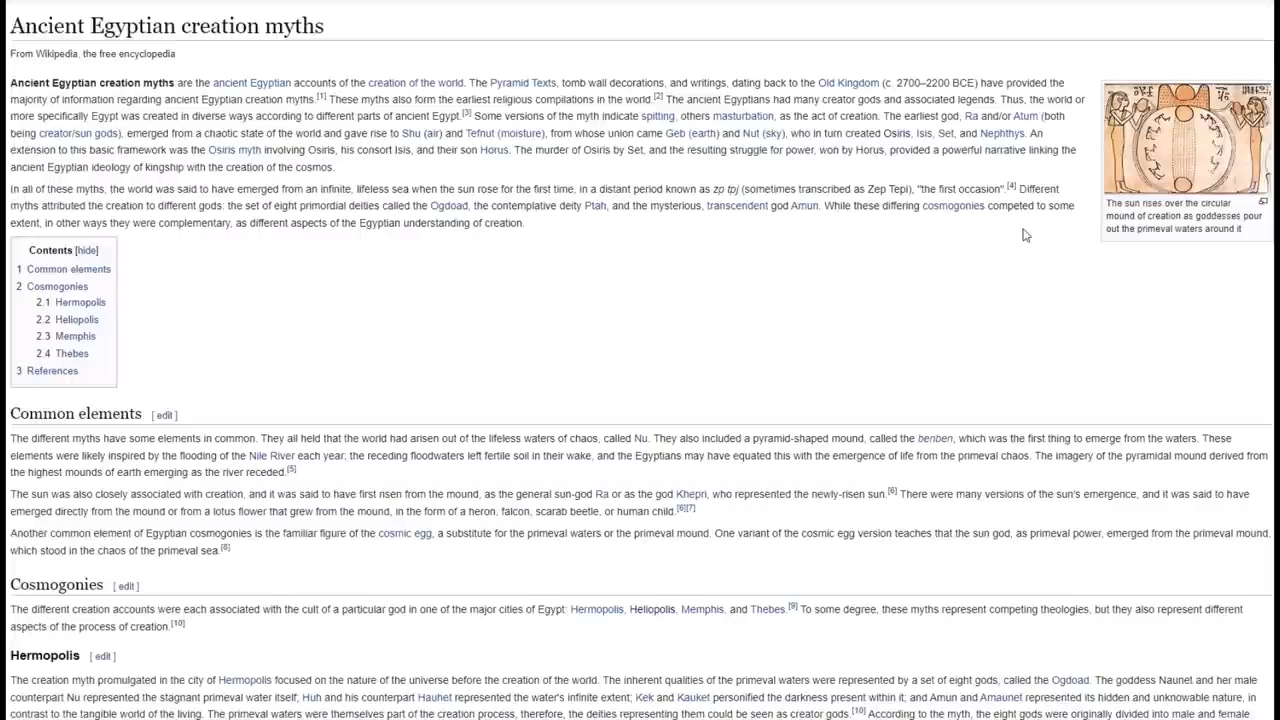 Ancient Egyptian creation myths
From Wikipedia, the free encyclopedia
Ancient Egyptian creation myths are the ancient Egyptian accounts of the creation of the world. The Pyramid Texts, tomb wall decorations, and writings, dating back to the Old Kingdom (c. 2700–2200 BCE) have provided the
majority of information regarding ancient Egyptian creation myths.[1] These myths also form the earliest religious compilations in the world.[2] The ancient Egyptians had many creator gods and associated legends. Thus, the world or
more specifically Egypt was created in diverse ways according to different parts of ancient Egypt.[3] Some versions of the myth indicate spitting, others masturbation, as the act of creation. The earliest god, Ra and/or Atum (both
being creator/sun gods), emerged from a chaotic state of the world and gave rise to Shu (air) and Tefnut (moisture), from whose union came Geb (earth) and Nut (sky), who in turn created Osiris, Isis, Set, and Nephthys. An
extension to this basic framework was the Osiris myth involving Osiris, his consort Isis, and their son Horus. The murder of Osiris by Set, and the resulting struggle for power, won by Horus, provided a powerful narrative linking the
ancient Egyptian ideology of kingship with the creation of the cosmos.
In all of these myths, the world was said to have emerged from an infinite, lifeless sea when the sun rose for the first time, in a distant period known as zp tpj (sometimes transcribed as Zep Tepi), "the first occasion".[4] Different
myths attributed the creation to different gods: the set of eight primordial deities called the Ogdoad, the contemplative deity Ptah, and the mysterious, transcendent god Amun. While these differing cosmogonies competed to some
extent, in other ways they were complementary, as different aspects of the Egyptian understanding of creation.
The sun rises over the circular
mound of creation as goddesses pour
out the primeval waters around it
Contents [hide]
1 Common elements
2 Cosmogonies
2.1 Hermopolis
2.2 Heliopolis
2.3 Memphis
2.4 Thebes
3 References
Common elements [ edit ]
The different myths have some elements in common. They all held that the world had arisen out of the lifeless waters of chaos, called Nu. They also included a pyramid-shaped mound, called the benben, which was the first thing to emerge from the waters. These
elements were likely inspired by the flooding of the Nile River each year; the receding floodwaters left fertile soil in their wake, and the Egyptians may have equated this with the emergence of life from the primeval chaos. The imagery of the pyramidal mound derived from
the highest mounds of earth emerging as the river receded.[5]
The sun was also closely associated with creation, and it was said to have first risen from the mound, as the general sun-god Ra or as the god Khepri, who represented the newly-risen sun.[6] There were many versions of the sun's emergence, and it was said to have
emerged directly from the mound or from a lotus flower that grew from the mound, in the form of a heron, falcon, scarab beetle, or human child.[6][7]
Another common element of Egyptian cosmogonies is the familiar figure of the cosmic egg, a substitute for the primeval waters or the primeval mound. One variant of the cosmic egg version teaches that the sun god, as primeval power, emerged from the primeval mound,
which stood in the chaos of the primeval sea.[8]
Cosmogonies [ edit ]
The different creation accounts were each associated with the cult of a particular god in one of the major cities of Egypt: Hermopolis, Heliopolis, Memphis, and Thebes.[9] To some degree, these myths represent competing theologies, but they also represent different
aspects of the process of creation.[10]
Hermopolis [ edit ]
The creation myth promulgated in the city of Hermopolis focused on the nature of the universe before the creation of the world. The inherent qualities of the primeval waters were represented by a set of eight gods, called the Ogdoad. The goddess Naunet and her male
counterpart Nu represented the stagnant primeval water itself; Huh and his counterpart Hauhet represented the water's infinite extent; Kek and Kauket personified the darkness present within it; and Amun and Amaunet represented its hidden and unknowable nature, in
contrast to the tangible world of the living. The primeval waters were themselves part of the creation process, therefore, the deities representing them could be seen as creator gods.[10] According to the myth, the eight gods were originally divided into male and female